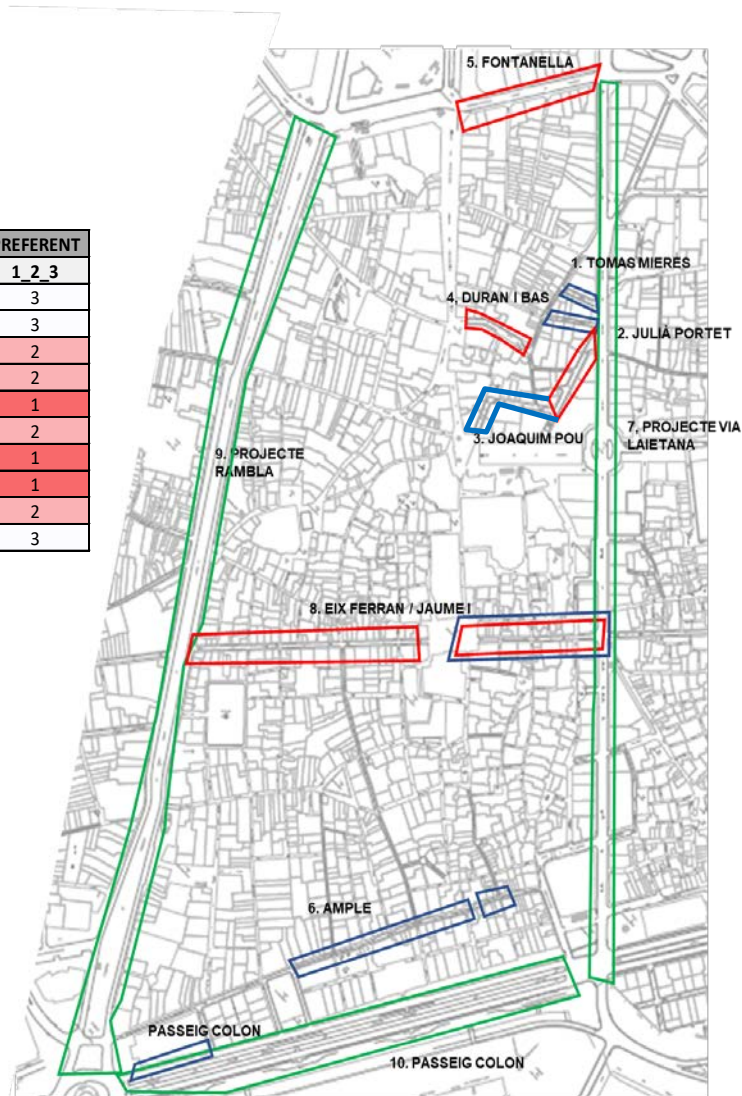 5. FONTANELLA
REFERENT
1_2_3
3
3
2
2
1
2
1
1
2
3
1. TOMAS MIERES
4, DURAN I BAS
2. JULIÀ PORTET
3. JOAQUIM POU
7, PROJECTE VIA
LAIETANA
9. PROJECTE
RAMBLA
8. EIX FERRAN / JAUME I
6. AMPLE
PASSEIG COLON
10. PASSEIG COLON